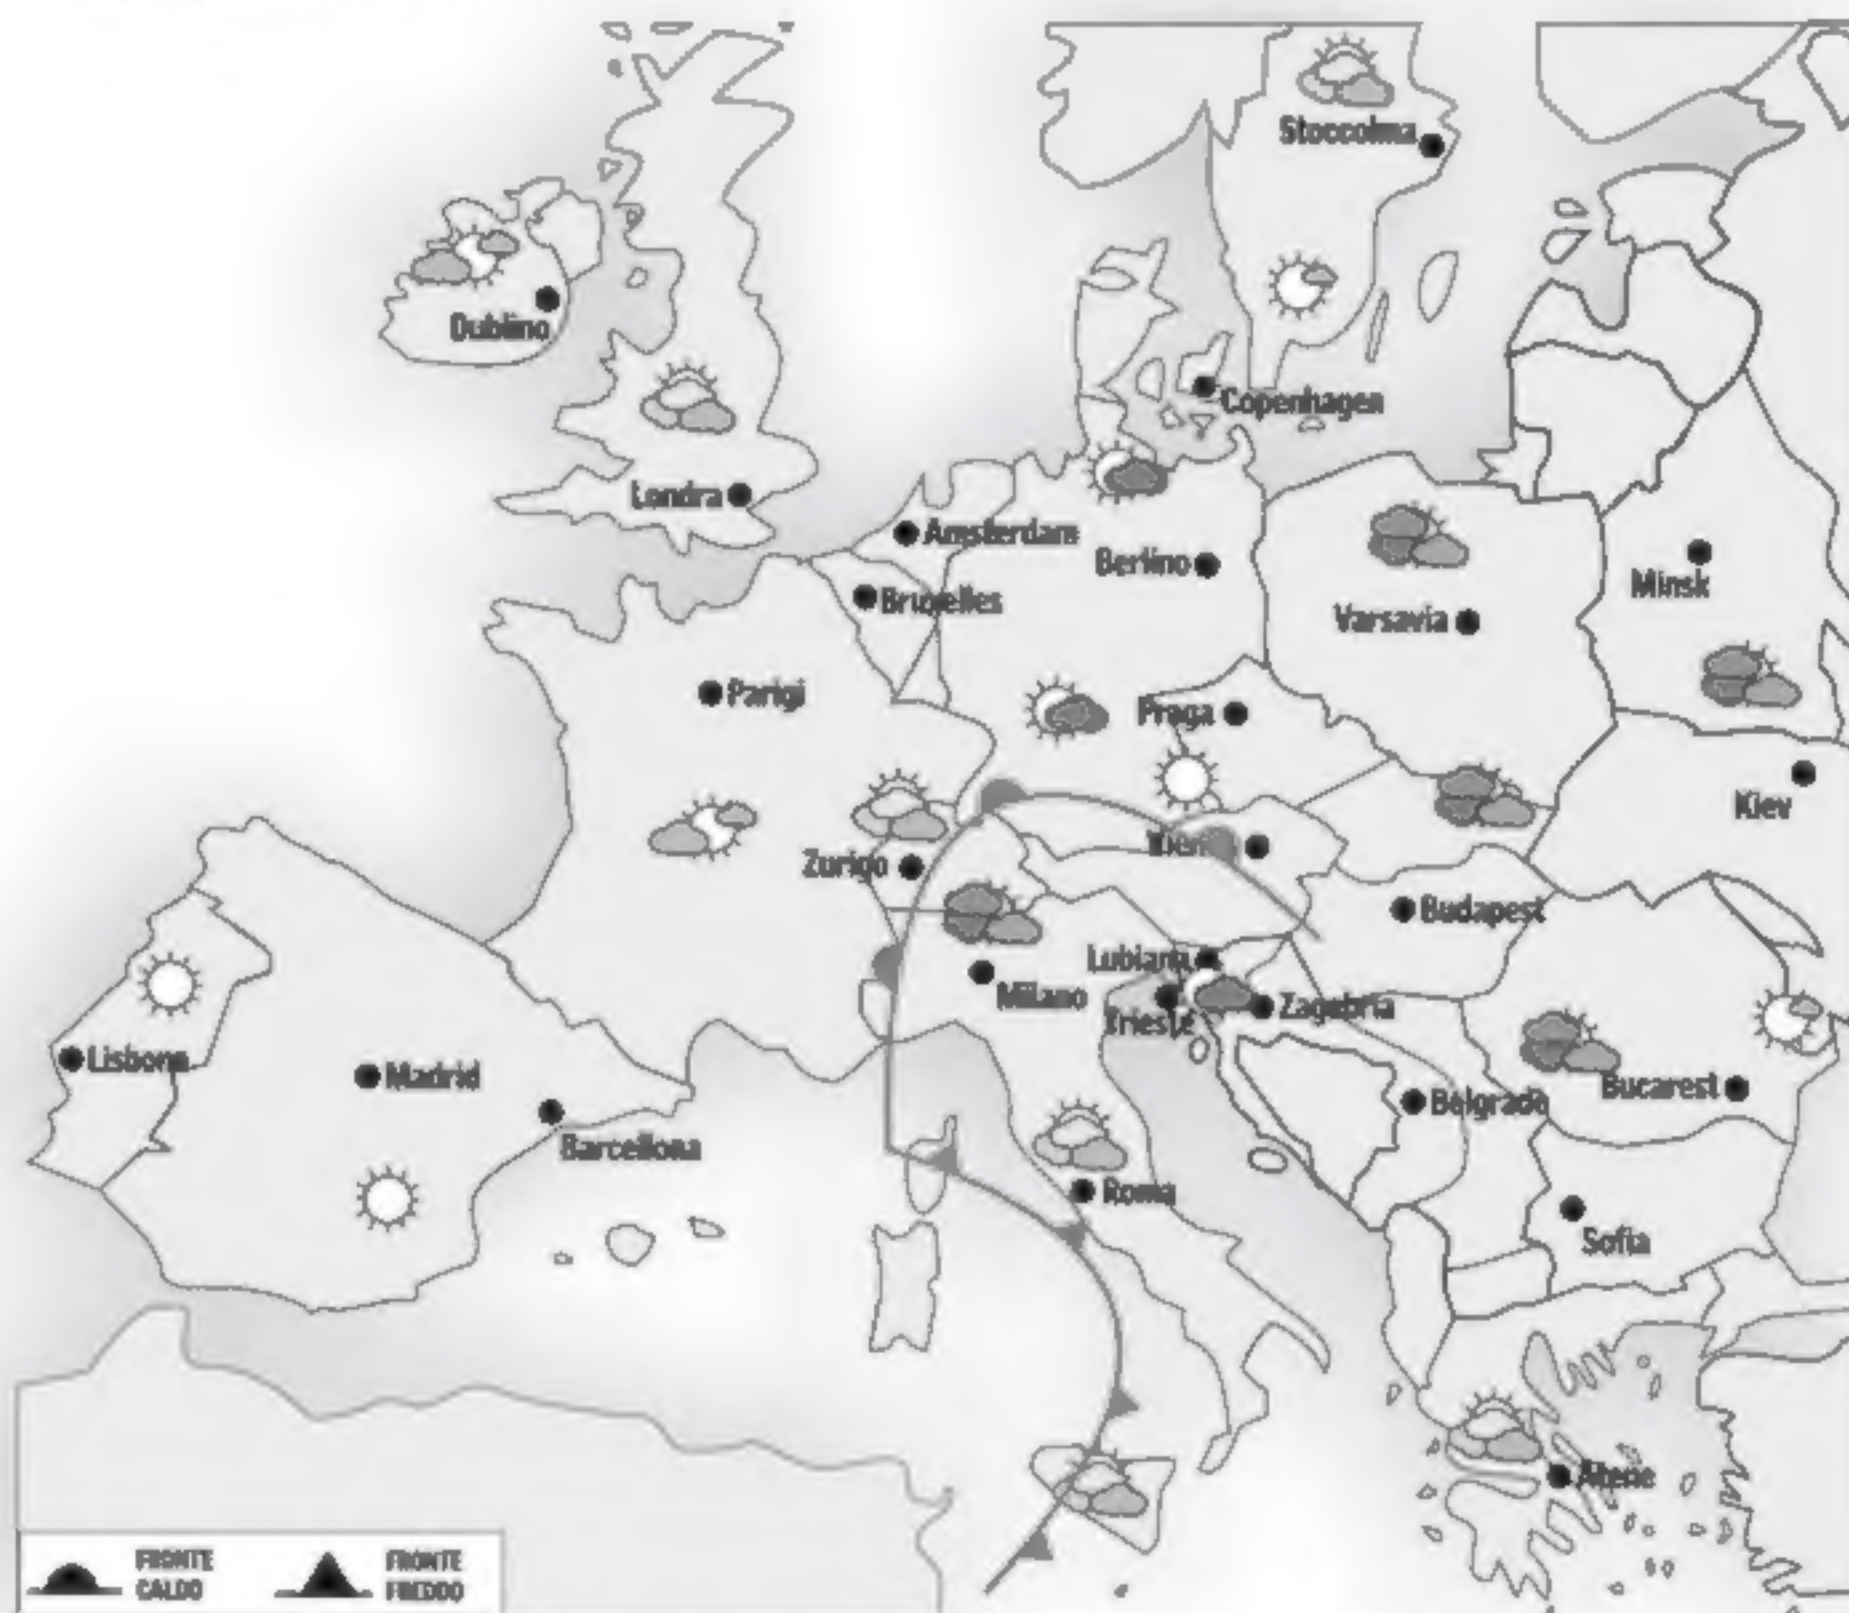 Stoccolma
Dublino
Copenhagen
Londra
Amsterdam
Berlino
Minsk
Bruxelles
Varsavia
Parigi
Praga
Kiev
Zurigo
Budapest
Lubiana
Milano
Zagabria
Trieste
Lisbona
Madrid
Bucarest
Belgrado
Barcellona
Roma
Sofia
Atene
FRONTE
CALDO
FRONTE
FREDDO